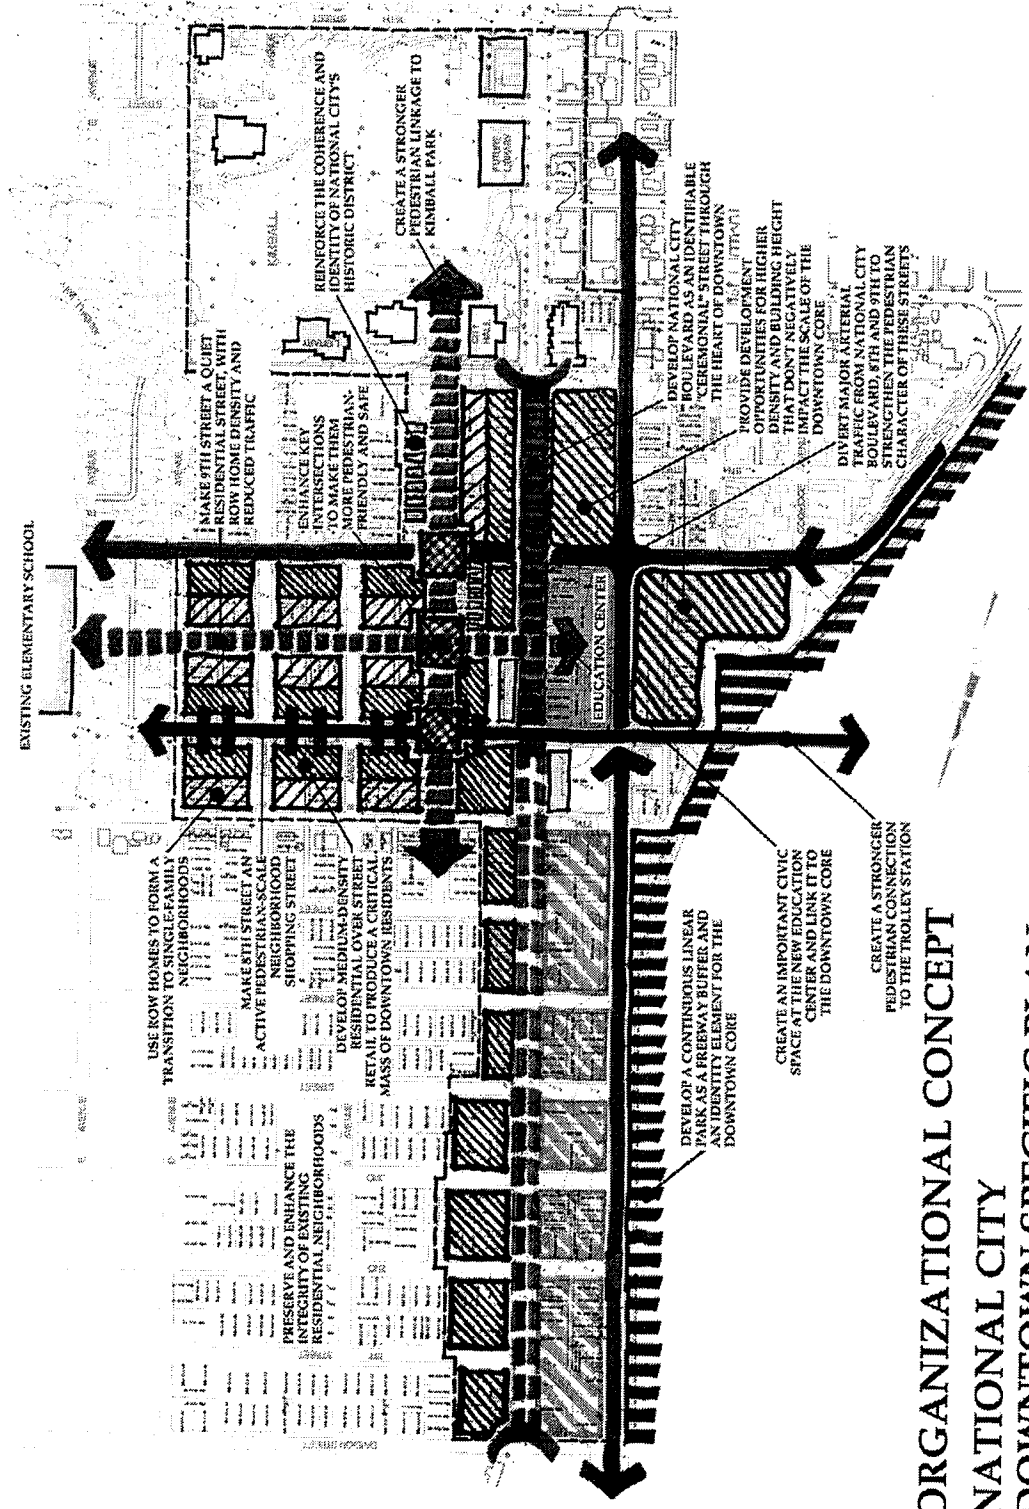 EXISTING ELEMENTARY SCHOOL
USE ROW HOMES TO FORM A
TRANSITION TO SINGLE-FAMILY
NEIGHBORHOODS
MAKE 8TH STREET AN
ACTIVE PEDESTRIAN-SCALE
NEIGHBORHOOD
SHOPPING STREET
DEVELOP MEDIUM-DENSITY
RESIDENTIAL OVER STREET
RETAIL TO PRODUCE A CRITICAL
MASS OF DOWNTOWN RESIDENTS
PRESERVE AND ENHANCE THE
INTEGRITY OF EXISTING
RESIDENTIAL NEIGHBORHOODS
MAKE 9TH STREET A QUIET
RESIDENTIAL STREET, WITH
ROW HOME DENSITY AND
REDUCED TRAFFIC
ENHANCE KEY
INTERSECTIONS
TO MAKE THEM
MORE PEDESTRIAN-
FRIENDLY AND SAFE
REINFORCE THE COHERENCE AND
IDENTITY OF NATIONAL CITY'S
HISTORIC DISTRICT
CREATE A STRONGER
PEDESTRIAN LINKAGE TO
KIMBALL PARK
KIMBALL
CITY
HALL
FUTURE
LIBRARY
EDUCATION CENTER
DIVISION STREET
DEVELOP NATIONAL CITY
BOULEVARD AS AN IDENTIFIABLE
"CEREMONIAL" STREET THROUGH
THE HEART OF DOWNTOWN
PROVIDE DEVELOPMENT
OPPORTUNITIES FOR HIGHER
DENSITY AND BUILDING HEIGHT
THAT DON'T NEGATIVELY
IMPACT THE SCALE OF THE
DOWNTOWN CORE
DIVERT MAJOR ARTERIAL
TRAFFIC FROM NATIONAL CITY
BOULEVARD, 8TH AND 9TH TO
STRENGTHEN THE PEDESTRIAN
CHARACTER OF THESE STREETS
DEVELOP A CONTINUOUS LINEAR
PARK AS A FREEWAY BUFFER AND
AN IDENTITY ELEMENT FOR THE
DOWNTOWN CORE
CREATE AN IMPORTANT CIVIC
SPACE AT THE NEW EDUCATION
CENTER AND LINK IT TO
THE DOWNTOWN CORE
CREATE A STRONGER
PEDESTRIAN CONNECTION
TO THE TROLLEY STATION
ORGANIZATIONAL CONCEPT
NATIONAL CITY
DOWNTOWN SPECIFIC PLAN